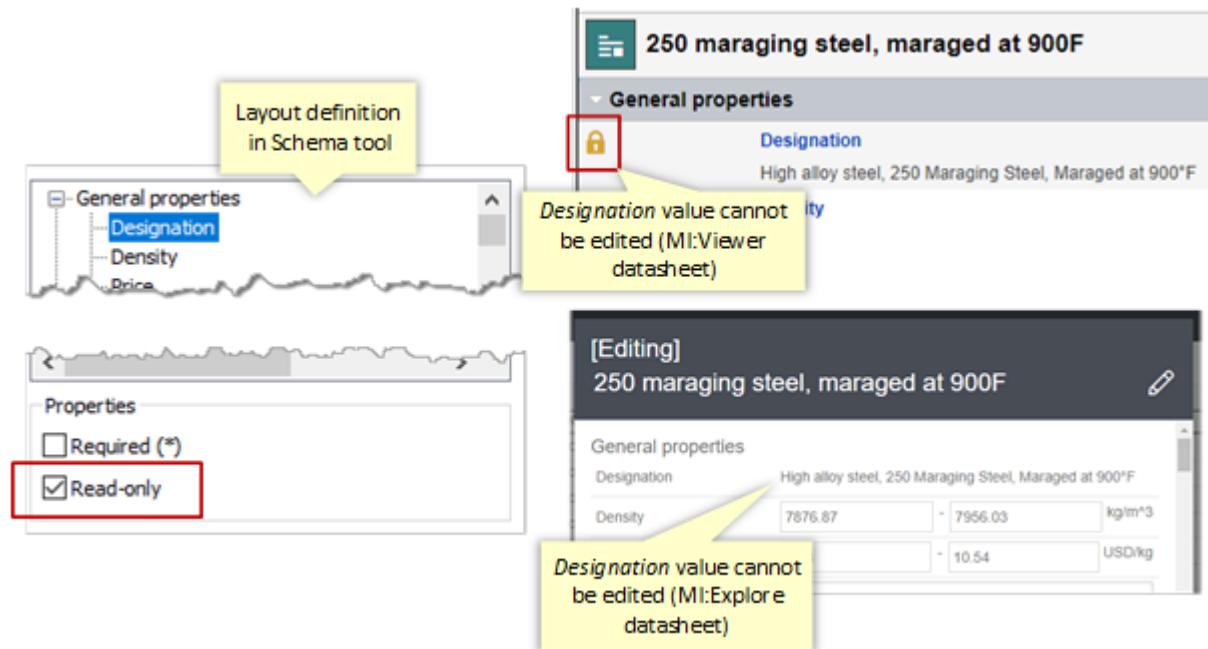 250 maraging steel, maraged at 900F
General properties
Designation
High alloy steel, 250 Maraging Steel, Maraged at 900°F
ity
Layout definition
in Schema tool
General properties
Designation
Density
Price
Designation value cannot
be edited (MI:Viewer
datasheet)
Properties
Required (*)
Read-only
[Editing]
250 maraging steel, maraged at 900F
General properties
Designation
High alloy steel, 250 Maraging Steel, Maraged at 900°F
Density
7876.87 - 7956.03 kg/m^3
- 10.54 USD/kg
Designation value cannot
be edited (MI:Explore
datasheet)